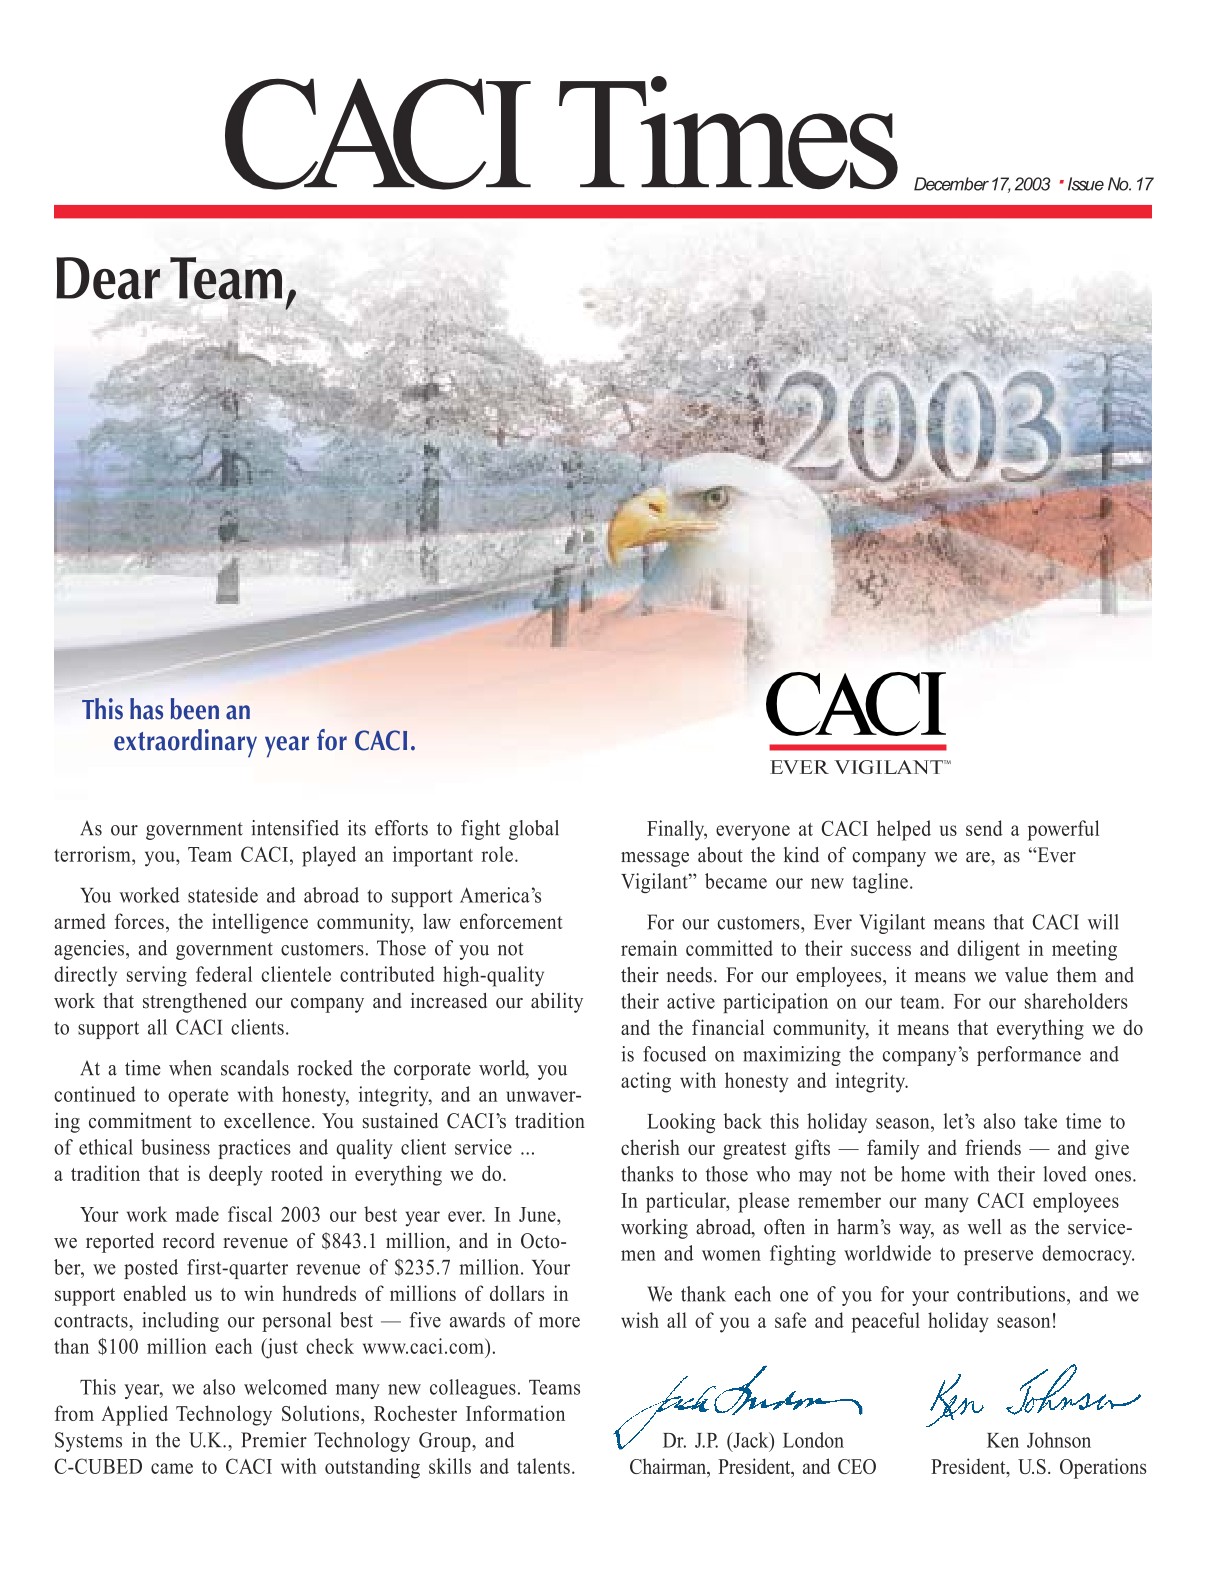 CACI Times
December 17, 2003 ▪ Issue No. 17
Dear Team,
2003
This has been an
extraordinary year for CACI.
CACI
EVER VIGILANT™
As our government intensified its efforts to fight global
terrorism, you, Team CACI, played an important role.
You worked stateside and abroad to support America's
armed forces, the intelligence community, law enforcement
agencies, and government customers. Those of you not
directly serving federal clientele contributed high-quality
work that strengthened our company and increased our ability
to support all CACI clients.
At a time when scandals rocked the corporate world, you
continued to operate with honesty, integrity, and an unwaver-
ing commitment to excellence. You sustained CACI's tradition
of ethical business practices and quality client service ...
a tradition that is deeply rooted in everything we do.
Your work made fiscal 2003 our best year ever. In June,
we reported record revenue of $843.1 million, and in Octo-
ber, we posted first-quarter revenue of $235.7 million. Your
support enabled us to win hundreds of millions of dollars in
contracts, including our personal best — five awards of more
than $100 million each (just check www.caci.com).
This year, we also welcomed many new colleagues. Teams
from Applied Technology Solutions, Rochester Information
Systems in the U.K., Premier Technology Group, and
C-CUBED came to CACI with outstanding skills and talents.
Finally, everyone at CACI helped us send a powerful
message about the kind of company we are, as “Ever
Vigilant” became our new tagline.
For our customers, Ever Vigilant means that CACI will
remain committed to their success and diligent in meeting
their needs. For our employees, it means we value them and
their active participation on our team. For our shareholders
and the financial community, it means that everything we do
is focused on maximizing the company's performance and
acting with honesty and integrity.
Looking back this holiday season, let's also take time to
cherish our greatest gifts — family and friends — and give
thanks to those who may not be home with their loved ones.
In particular, please remember our many CACI employees
working abroad, often in harm's way, as well as the service-
men and women fighting worldwide to preserve democracy.
We thank each one of you for your contributions, and we
wish all of you a safe and peaceful holiday season!
Jack London
Dr. J.P. (Jack) London
Chairman, President, and CEO
Ken Johnson
Ken Johnson
President, U.S. Operations